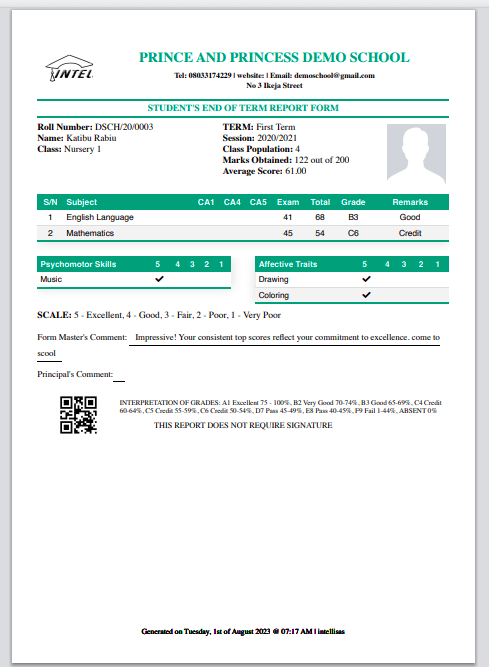 INTEL
PRINCE AND PRINCESS DEMO SCHOOL
Tel: 08033174229 | website: | Email: demoschool@gmail.com
No 3 Ikeja Street
STUDENT'S END OF TERM REPORT FORM
Roll Number: DSCH/20/0003
Name: Katibu Rabiu
Class: Nursery 1
TERM: First Term
Session: 2020/2021
Class Population: 4
Marks Obtained: 122 out of 200
Average Score: 61.00
S/N Subject CA1 CA4 CA5 Exam Total Grade Remarks
1 English Language 41 68 B3 Good
2 Mathematics 45 54 C6 Credit
Psychomotor Skills 5 4 3 2 1
Music ✔
Affective Traits 5 4 3 2 1
Drawing ✔
Coloring ✔
SCALE: 5 - Excellent, 4 - Good, 3 - Fair, 2 - Poor, 1 - Very Poor
Form Master's Comment: Impressive! Your consistent top scores reflect your commitment to excellence. come to
scool
Principal's Comment:
INTERPRETATION OF GRADES: A1 Excellent 75 - 100%, B2 Very Good 70-74%, B3 Good 65-69%, C4 Credit
60-64%, C5 Credit 55-59%, C6 Credit 50-54%, D7 Pass 45-49%, E8 Pass 40-45%, F9 Fail 1-44%, ABSENT 0%
THIS REPORT DOES NOT REQUIRE SIGNATURE
Generated on Tuesday, 1st of August 2023 @ 07:17 AM | intellisas